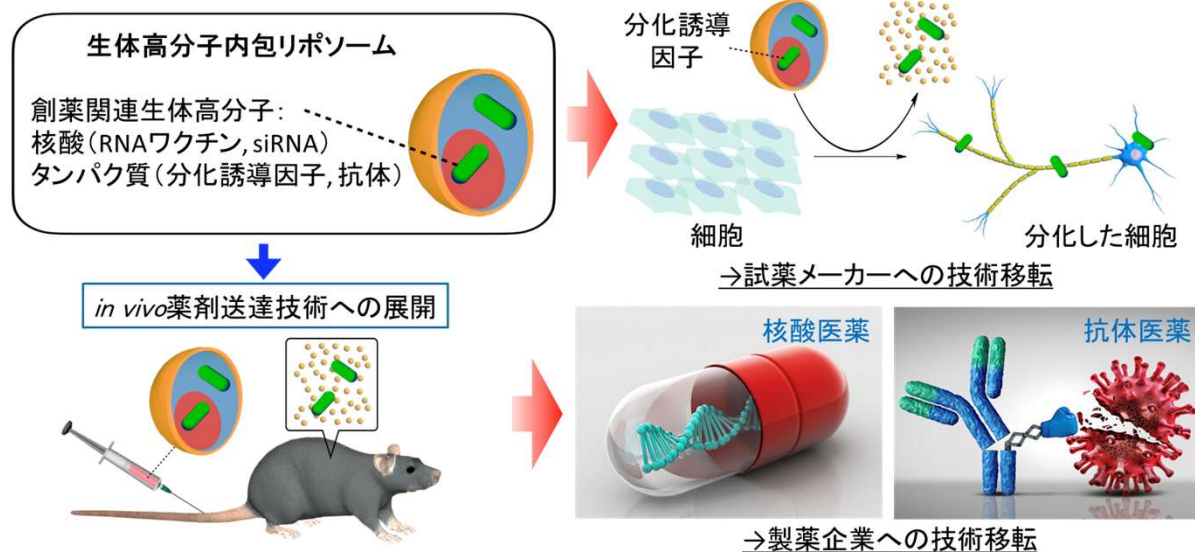 生体高分子内包リポソーム
創薬関連生体高分子:
核酸(RNAワクチン, siRNA)
タンパク質(分化誘導因子, 抗体)
分化誘導
因子
細胞
分化した細胞
→試薬メーカーへの技術移転
in vivo薬剤送達技術への展開
核酸医薬
抗体医薬
→製薬企業への技術移転